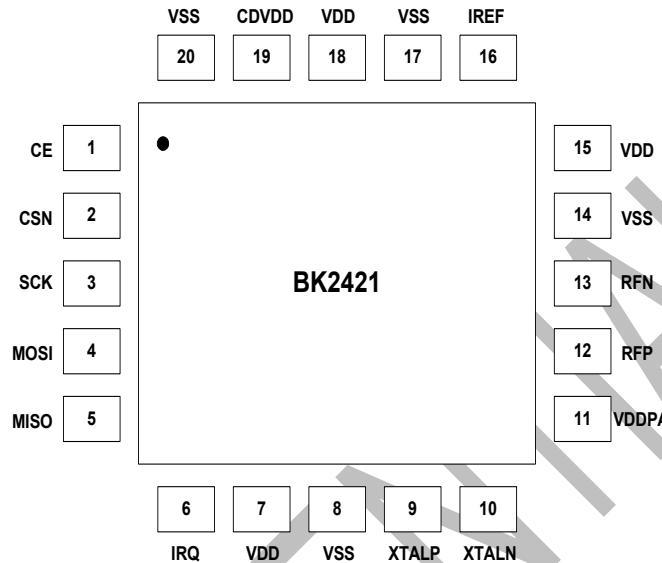 VSS CDVDD VDD VSS IREF
20 19 18 17 16
CE 1 15 VDD
CSN 2 14 VSS
SCK 3 BK2421 13 RFN
MOSI 4 12 RFP
MISO 5 11 VDDPA
6 7 8 9 10
IRQ VDD VSS XTALP XTALN